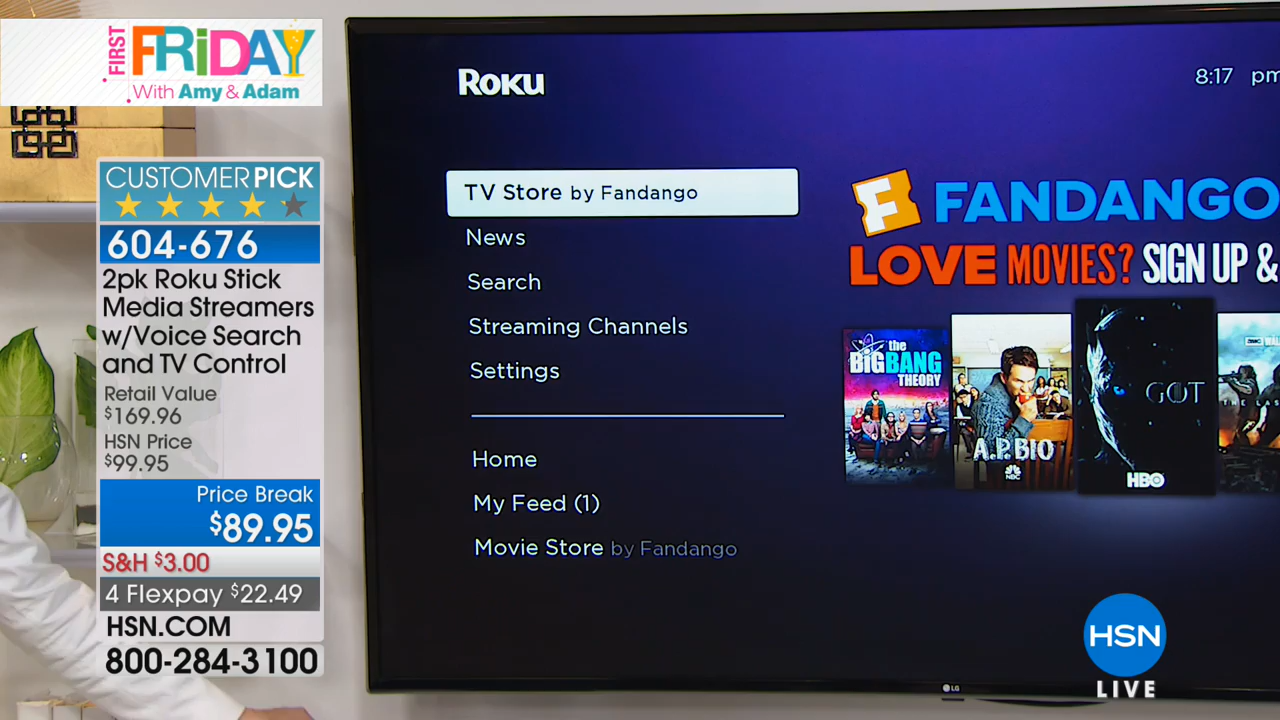 FIRST
FRiDAY
With Amy & Adam
CUSTOMER PICK
604-676
2pk Roku Stick
Media Streamers
w/Voice Search
and TV Control
Retail Value
$169.96
HSN Price
$99.95
Price Break
$89.95
S&H $3.00
4 Flexpay $22.49
HSN.COM
800-284-3100
Roku
8:17 pm
TV Store by Fandango
News
Search
Streaming Channels
Settings
Home
My Feed (1)
Movie Store by Fandango
FANDANGO
LOVE MOVIES? SIGN UP &
the
BIG BANG
THEORY
A.P. BIO
NBC
GOT
HBO
amc
THE
LG
HSN
LIVE